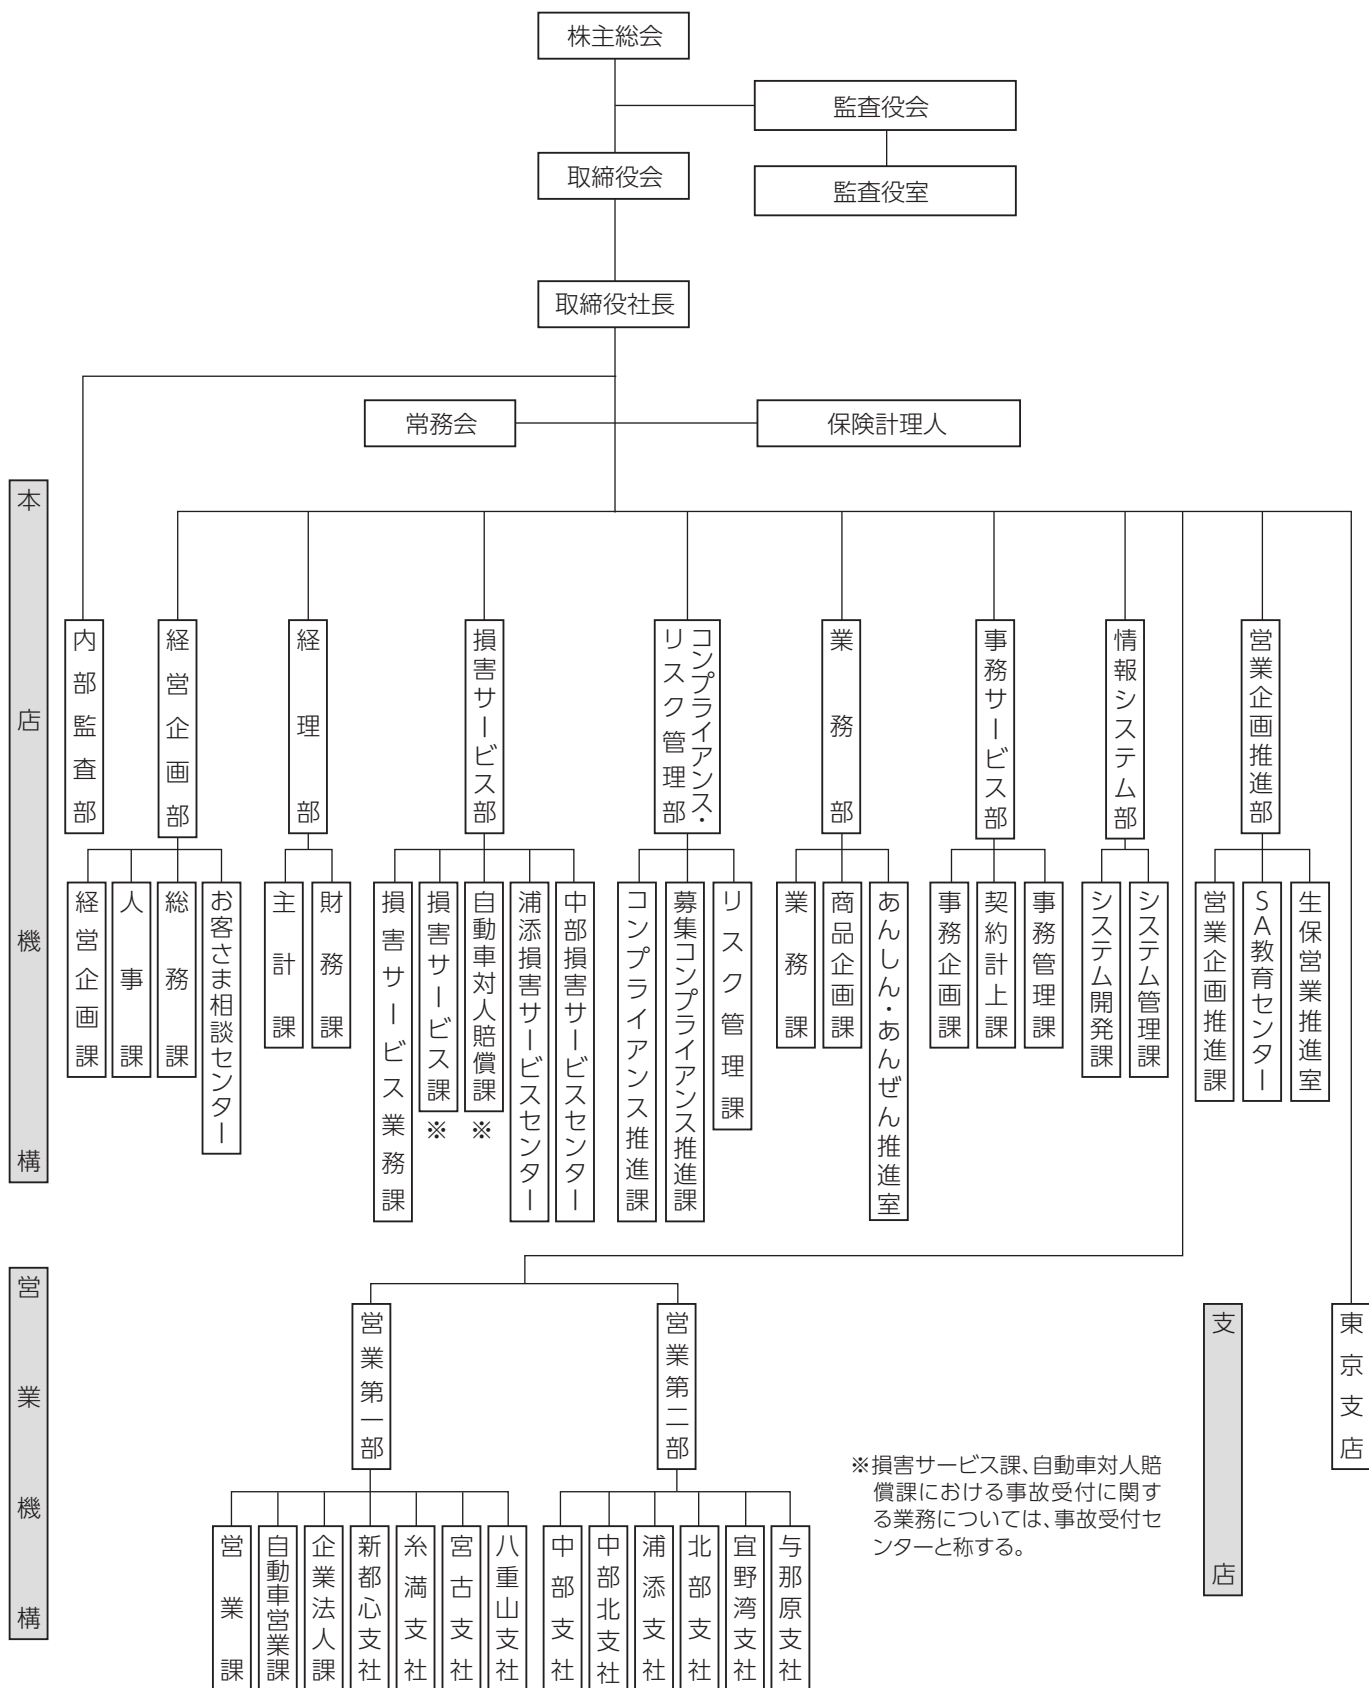 株主総会
監査役会
取締役会
監査役室
取締役社長
常務会
保険計理人
本店機構
内部監査部
経営企画部
経理部
損害サービス部
コンプライアンス・
リスク管理部
業務部
事務サービス部
情報システム部
営業企画推進部
経営企画課
人事課
総務課
お客さま相談センター
主計課
財務課
損害サービス業務課
損害サービス課
※
自動車対人賠償課
※
浦添損害サービスセンター
中部損害サービスセンター
コンプライアンス推進課
募集コンプライアンス推進課
リスク管理課
業務課
商品企画課
あんしん・あんぜん推進室
事務企画課
契約計上課
事務管理課
システム開発課
システム管理課
営業企画推進課
SA教育センター
生保営業推進室
営業機構
営業第一部
営業第二部
支店
東京支店
営業課
自動車営業課
企業法人課
新都心支社
糸満支社
宮古支社
八重山支社
中部支社
中部北支社
浦添支社
北部支社
宜野湾支社
与那原支社
※損害サービス課、自動車対人賠
償課における事故受付に関す
る業務については、事故受付セ
ンターと称する。